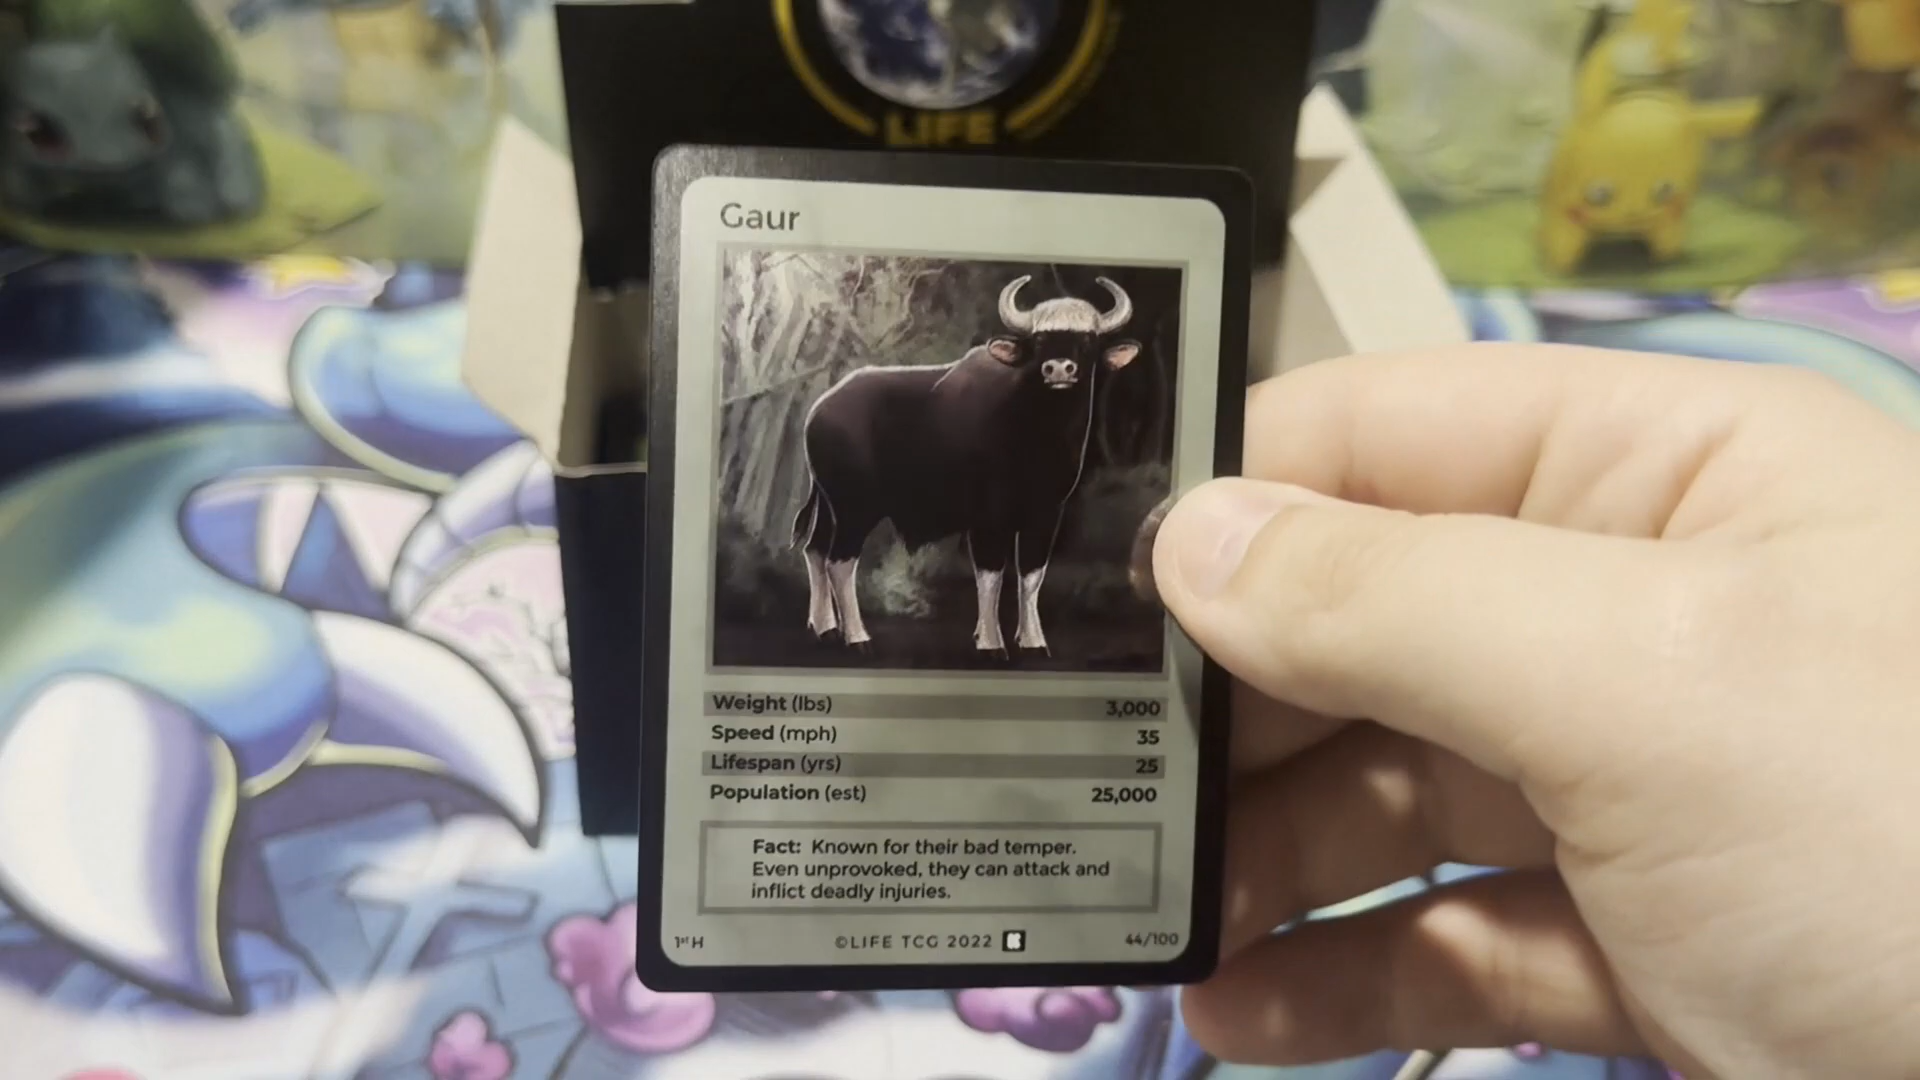 LIFE
Gaur
Weight (lbs) 3,000
Speed (mph) 35
Lifespan (yrs) 25
Population (est) 25,000
Fact: Known for their bad temper.
Even unprovoked, they can attack and
inflict deadly injuries.
1st H ©LIFE TCG 2022 44/100